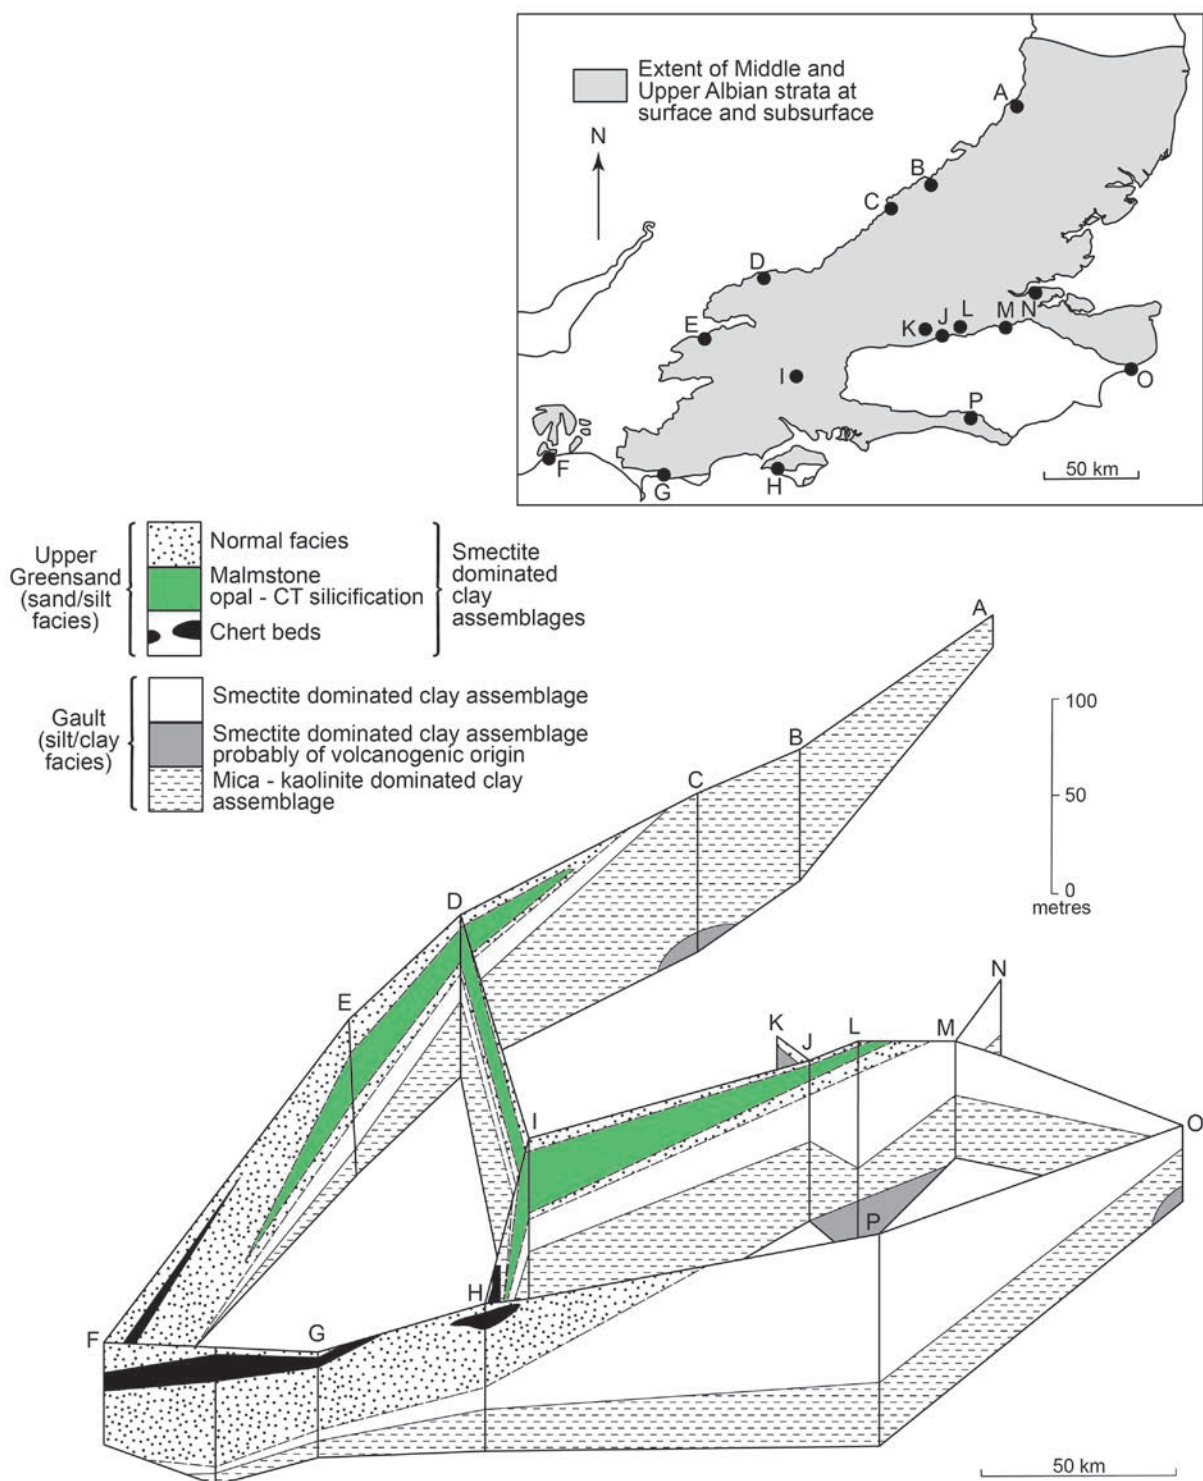 Extent of Middle and
Upper Albian strata at
surface and subsurface
N
A
B
C
D
E
K
J
L
M
N
I
O
P
F
G
H
50 km
Upper
Greensand
(sand/silt
facies)
Normal facies
Malmstone
opal - CT silicification
Chert beds
Smectite
dominated
clay
assemblages
Gault
(silt/clay
facies)
Smectite dominated clay assemblage
Smectite dominated clay assemblage
probably of volcanogenic origin
Mica - kaolinite dominated clay
assemblage
A
B
C
100
50
0
metres
D
E
N
K
J
L
M
I
O
P
H
F
G
50 km